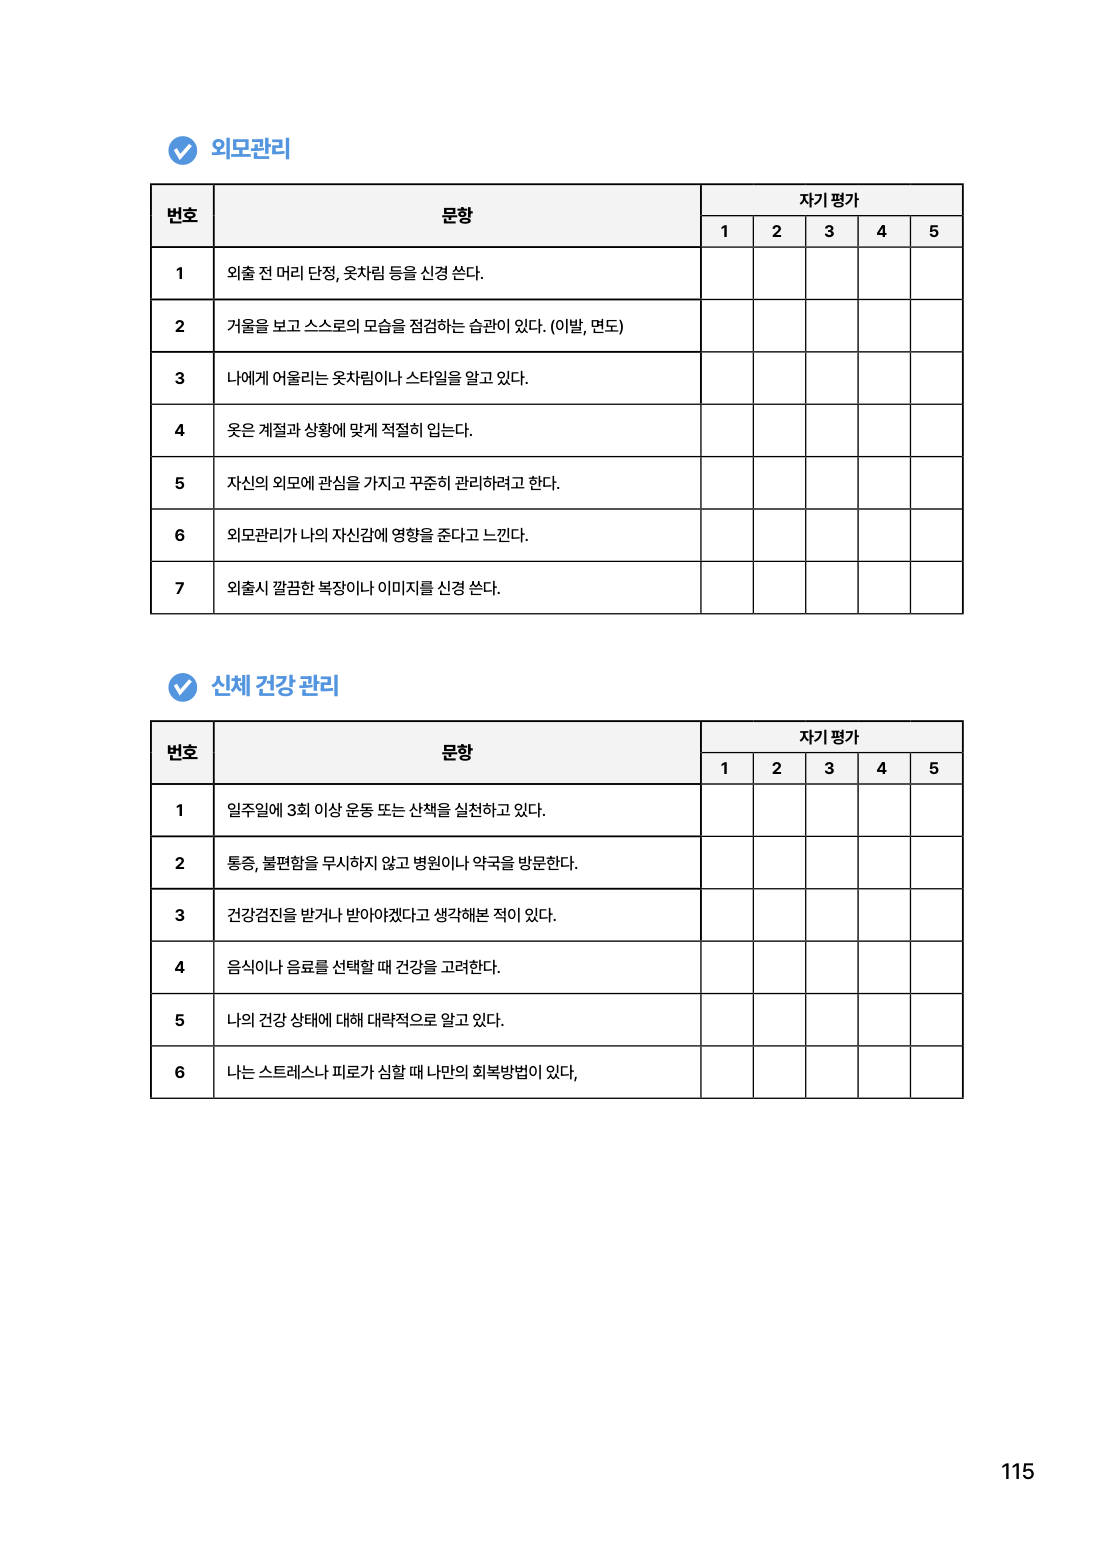 외모관리
번호 문항 자기 평가
1 2 3 4 5
1 외출 전 머리 단정, 옷차림 등을 신경 쓴다.
2 거울을 보고 스스로의 모습을 점검하는 습관이 있다. (이발, 면도)
3 나에게 어울리는 옷차림이나 스타일을 알고 있다.
4 옷은 계절과 상황에 맞게 적절히 입는다.
5 자신의 외모에 관심을 가지고 꾸준히 관리하려고 한다.
6 외모관리가 나의 자신감에 영향을 준다고 느낀다.
7 외출시 깔끔한 복장이나 이미지를 신경 쓴다.
신체 건강 관리
번호 문항 자기 평가
1 2 3 4 5
1 일주일에 3회 이상 운동 또는 산책을 실천하고 있다.
2 통증, 불편함을 무시하지 않고 병원이나 약국을 방문한다.
3 건강검진을 받거나 받아야겠다고 생각해본 적이 있다.
4 음식이나 음료를 선택할 때 건강을 고려한다.
5 나의 건강 상태에 대해 대략적으로 알고 있다.
6 나는 스트레스나 피로가 심할 때 나만의 회복방법이 있다,
115